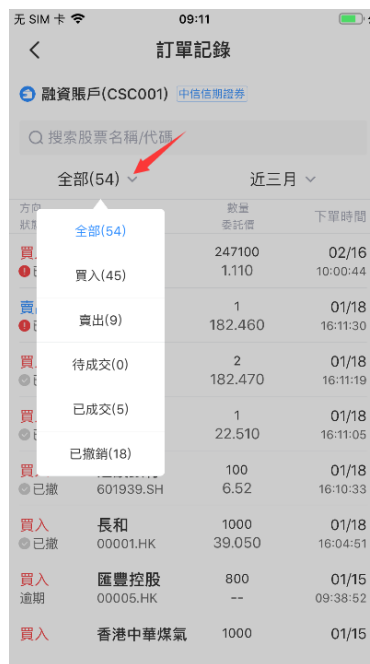 无 SIM 卡
09:11
訂單記錄
融資賬戶(CSC001) 中信信期證券
搜索股票名稱/代碼
全部(54) 近三月
方向 數量 下單時間
委託價
全部(54)
買入(45)
賣出(9)
待成交(0)
已成交(5)
已撤銷(18)
247100 02/16
1.110 10:00:44
1 01/18
182.460 16:11:30
2 01/18
182.470 16:11:19
1 01/18
22.510 16:11:05
100 01/18
已撤 601939.SH 6.52 16:10:33
買入 長和 1000 01/18
已撤 00001.HK 39.050 16:04:51
買入 匯豐控股 800 01/15
逾期 00005.HK -- 09:38:52
買入 香港中華煤氣 1000 01/15